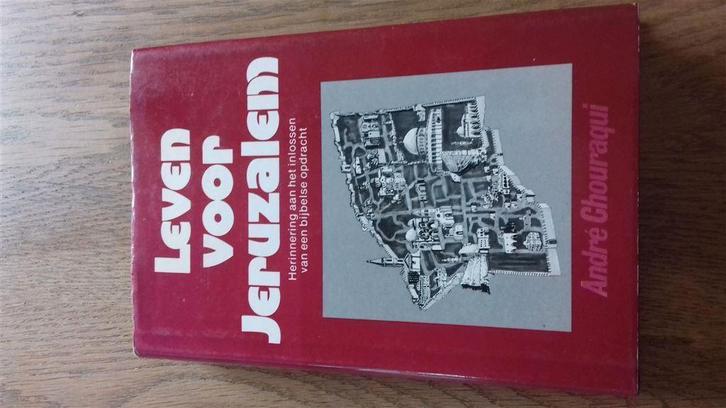 Leven
voor
Jeruzalem
Herinnering aan het inlossen
van een bijbelse opdracht
André Chouraqui